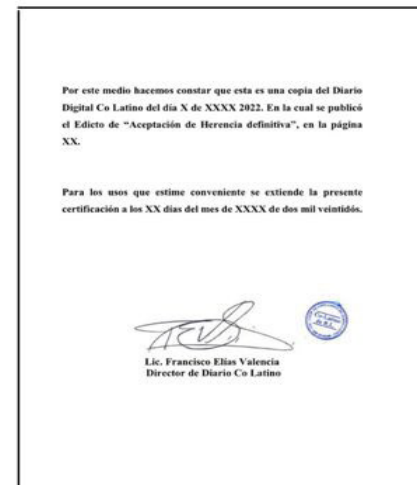 Por este medio hacemos constar que esta es una copia del Diario
Digital Co Latino del día X de XXXX 2022. En la cual se publicó
el Edicto de “Aceptación de Herencia definitiva”, en la página
XX.
Para los usos que estime conveniente se extiende la presente
certificación a los XX días del mes de XXXX de dos mil veintidós.
Lic. Francisco Elías Valencia
Director de Diario Co Latino
Co Latino